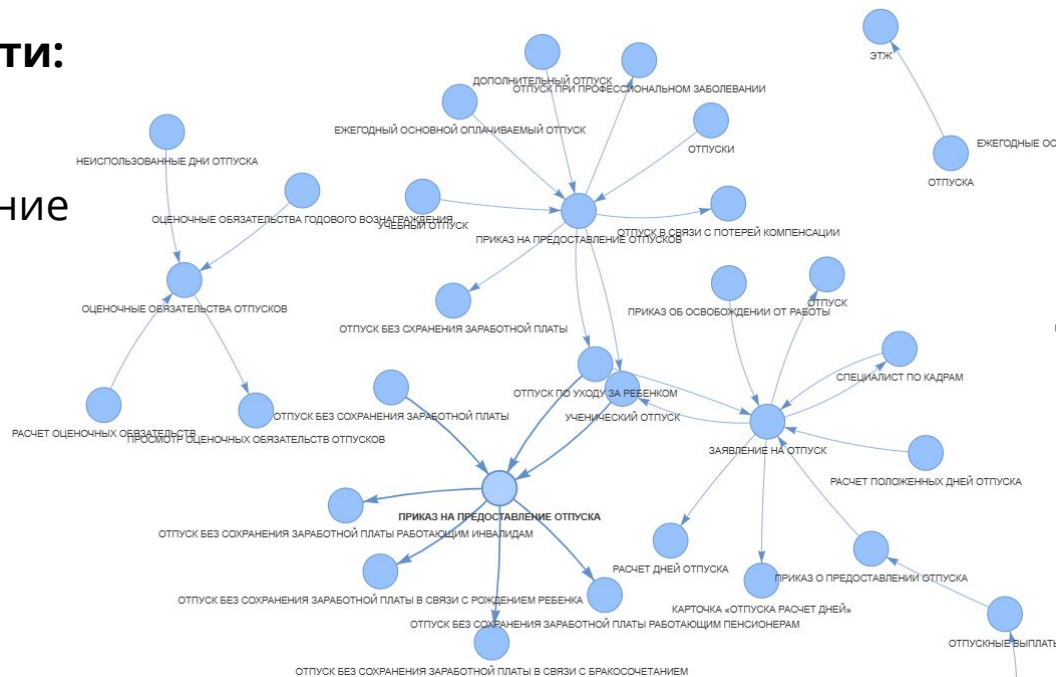 ти:
ЭТЖ
ДОПОЛНИТЕЛЬНЫЙ ОТПУСК
ОТПУСК ПРИ ПРОФЕССИОНАЛЬНОМ ЗАБОЛЕВАНИИ
ЕЖЕГОДНЫЙ ОСНОВНОЙ ОПЛАЧИВАЕМЫЙ ОТПУСК
ЕЖЕГОДНЫЕ ОС
ОТПУСКИ
НЕИСПОЛЬЗОВАННЫЕ ДНИ ОТПУСКА
ОТПУСКА
ние
ОЦЕНОЧНЫЕ ОБЯЗАТЕЛЬСТВА ГОДОВОГО ВОЗНАГРАЖДЕНИЯ
УЧЕБНЫЙ ОТПУСК
ОТПУСК В СВЯЗИ С ПОТЕРЕЙ КОМПЕНСАЦИИ
ПРИКАЗ НА ПРЕДОСТАВЛЕНИЕ ОТПУСКОВ
ОТПУСК
ОЦЕНОЧНЫЕ ОБЯЗАТЕЛЬСТВА ОТПУСКОВ
ПРИКАЗ ОБ ОСВОБОЖДЕНИИ ОТ РАБОТЫ
ОТПУСК БЕЗ СХРАНЕНИЯ ЗАРАБОТНОЙ ПЛАТЫ
СПЕЦИАЛИСТ ПО КАДРАМ
ОТПУСК ПО УХОДУ ЗА РЕБЕНКОМ
ОТПУСК БЕЗ СОХРАНЕНИЯ ЗАРАБОТНОЙ ПЛАТЫ
УЧЕНИЧЕСКИЙ ОТПУСК
РАСЧЕТ ОЦЕНОЧНЫХ ОБЯЗАТЕЛЬСТВ
ПРОСМОТР ОЦЕНОЧНЫХ ОБЯЗАТЕЛЬСТВ ОТПУСКОВ
ЗАЯВЛЕНИЕ НА ОТПУСК
РАСЧЕТ ПОЛОЖЕННЫХ ДНЕЙ ОТПУСКА
ПРИКАЗ НА ПРЕДОСТАВЛЕНИЕ ОТПУСКА
ОТПУСК БЕЗ СОХРАНЕНИЯ ЗАРАБОТНОЙ ПЛАТЫ РАБОТАЮЩИМ ИНВАЛИДАМ
РАСЧЕТ ДНЕЙ ОТПУСКА
ПРИКАЗ О ПРЕДОСТАВЛЕНИИ ОТПУСКА
ОТПУСК БЕЗ СОХРАНЕНИЯ ЗАРАБОТНОЙ ПЛАТЫ В СВЯЗИ С РОЖДЕНИЕМ РЕБЕНКА
КАРТОЧКА «ОТПУСКА РАСЧЕТ ДНЕЙ»
ОТПУСК БЕЗ СОХРАНЕНИЯ ЗАРАБОТНОЙ ПЛАТЫ РАБОТАЮЩИМ ПЕНСИОНЕРАМ
ОТПУСКНЫЕ ВЫПЛАТЫ
ОТПУСК БЕЗ СОХРАНЕНИЯ ЗАРАБОТНОЙ ПЛАТЫ В СВЯЗИ С БРАКОСОЧЕТАНИЕМ